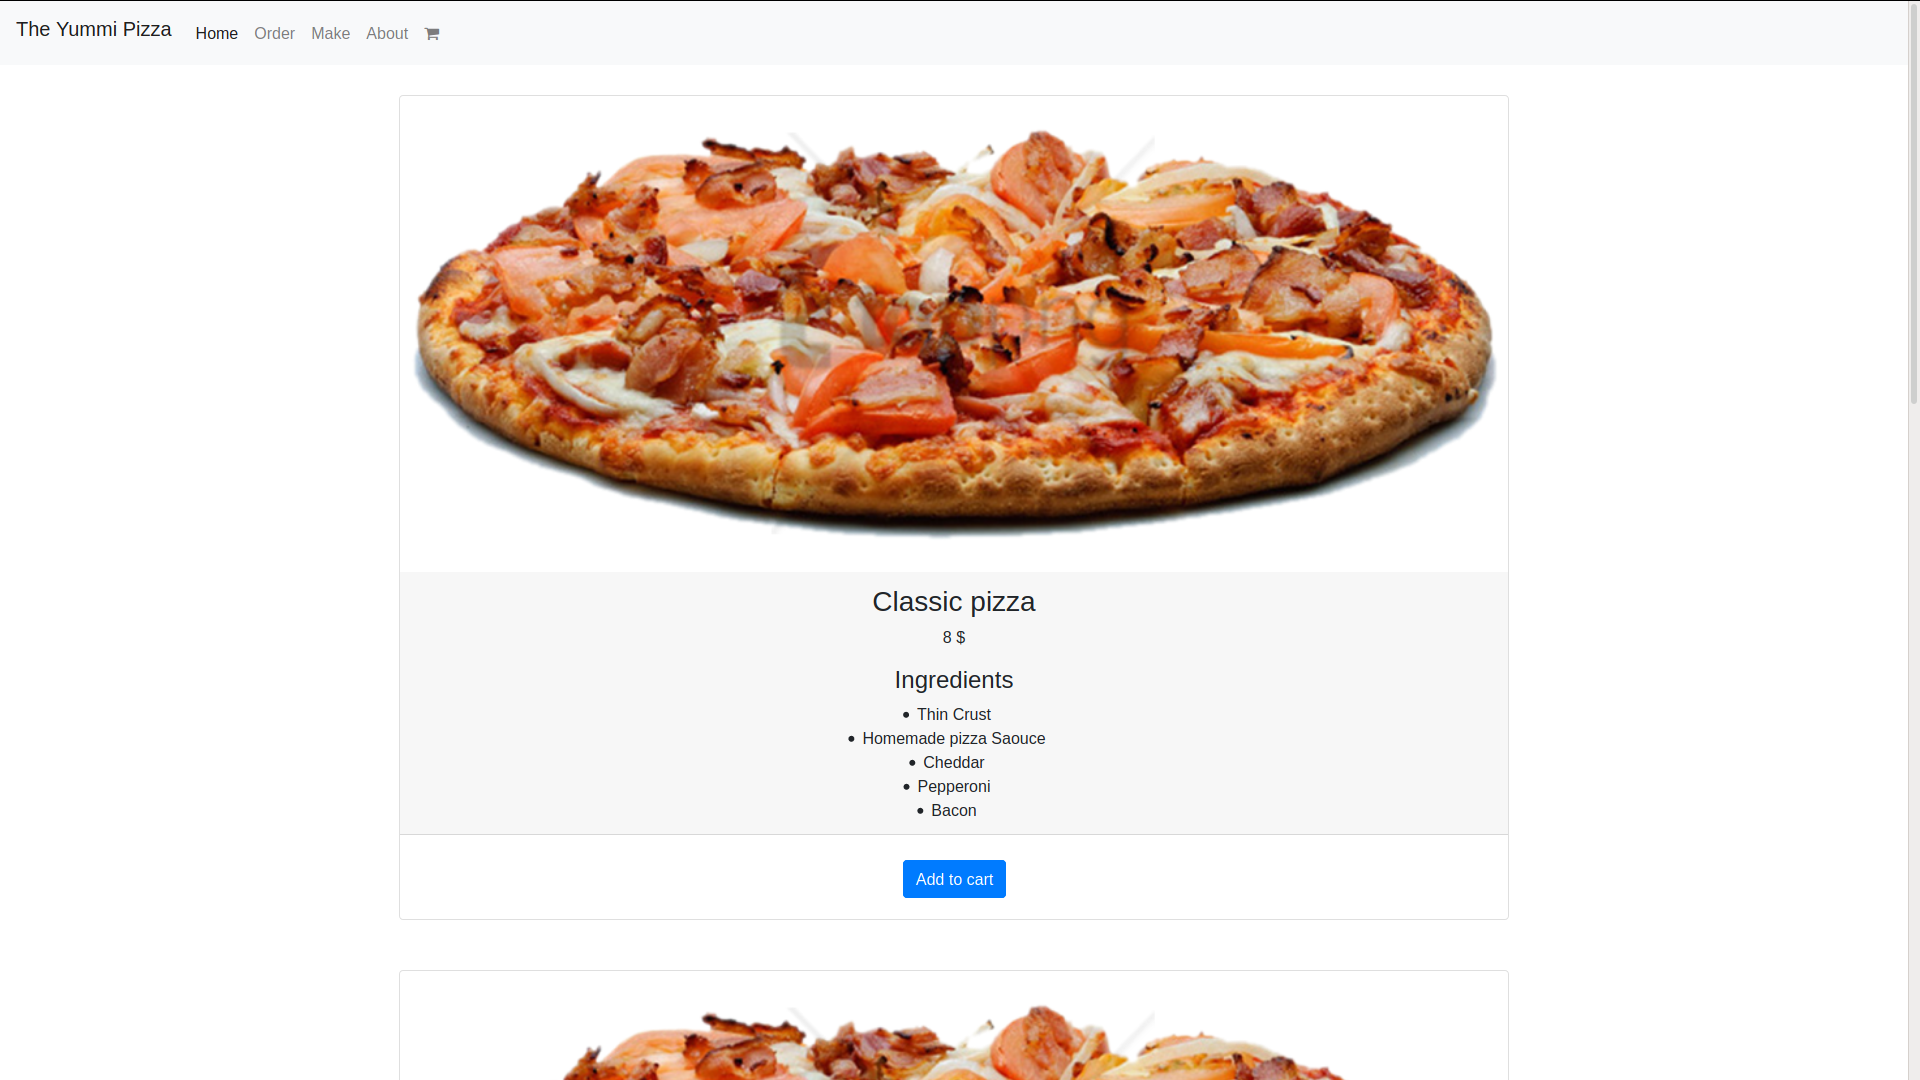 The Yummi Pizza
Home
Order
Make
About
Classic pizza
8 $
Ingredients
Thin Crust
Homemade pizza Saouce
Cheddar
Pepperoni
Bacon
Add to cart